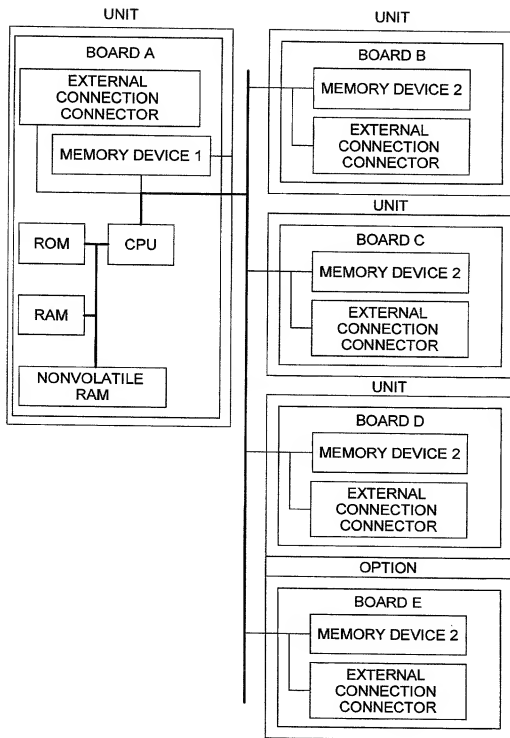 UNIT
BOARD A
EXTERNAL
CONNECTION
CONNECTOR
MEMORY DEVICE 1
ROM
CPU
RAM
NONVOLATILE
RAM
UNIT
BOARD B
MEMORY DEVICE 2
EXTERNAL
CONNECTION
CONNECTOR
UNIT
BOARD C
MEMORY DEVICE 2
EXTERNAL
CONNECTION
CONNECTOR
UNIT
BOARD D
MEMORY DEVICE 2
EXTERNAL
CONNECTION
CONNECTOR
OPTION
BOARD E
MEMORY DEVICE 2
EXTERNAL
CONNECTION
CONNECTOR